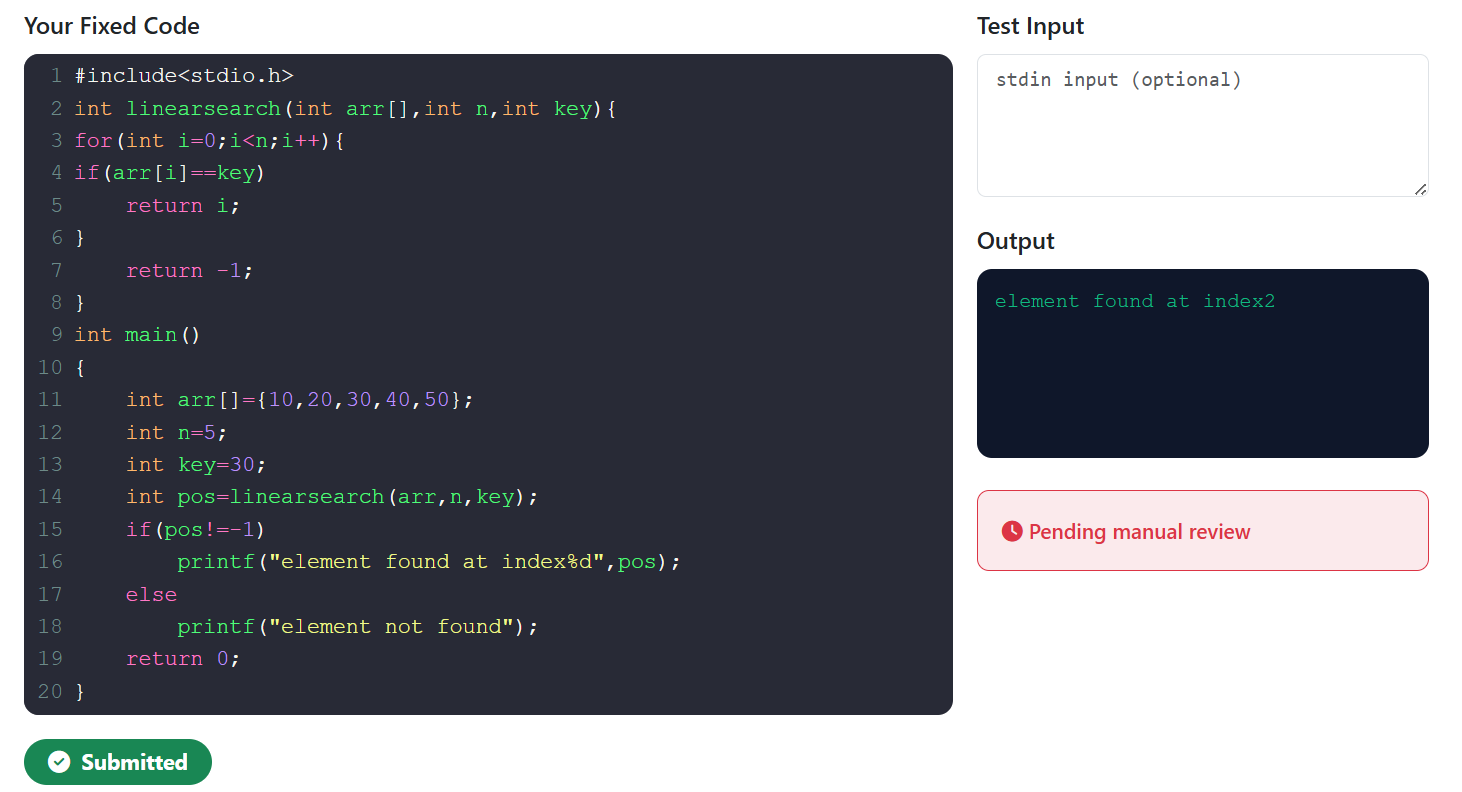 Your Fixed Code
1 #include<stdio.h>
2 int linearsearch(int arr[],int n,int key){
3 for(int i=0;i<n;i++){
4 if(arr[i]==key)
5     return i;
6 }
7     return -1;
8 }
9 int main()
10 {
11     int arr[]={10,20,30,40,50};
12     int n=5;
13     int key=30;
14     int pos=linearsearch(arr,n,key);
15     if(pos!=-1)
16         printf("element found at index%d",pos);
17     else
18         printf("element not found");
19     return 0;
20 }
Submitted
Test Input
stdin input (optional)
Output
element found at index2
Pending manual review